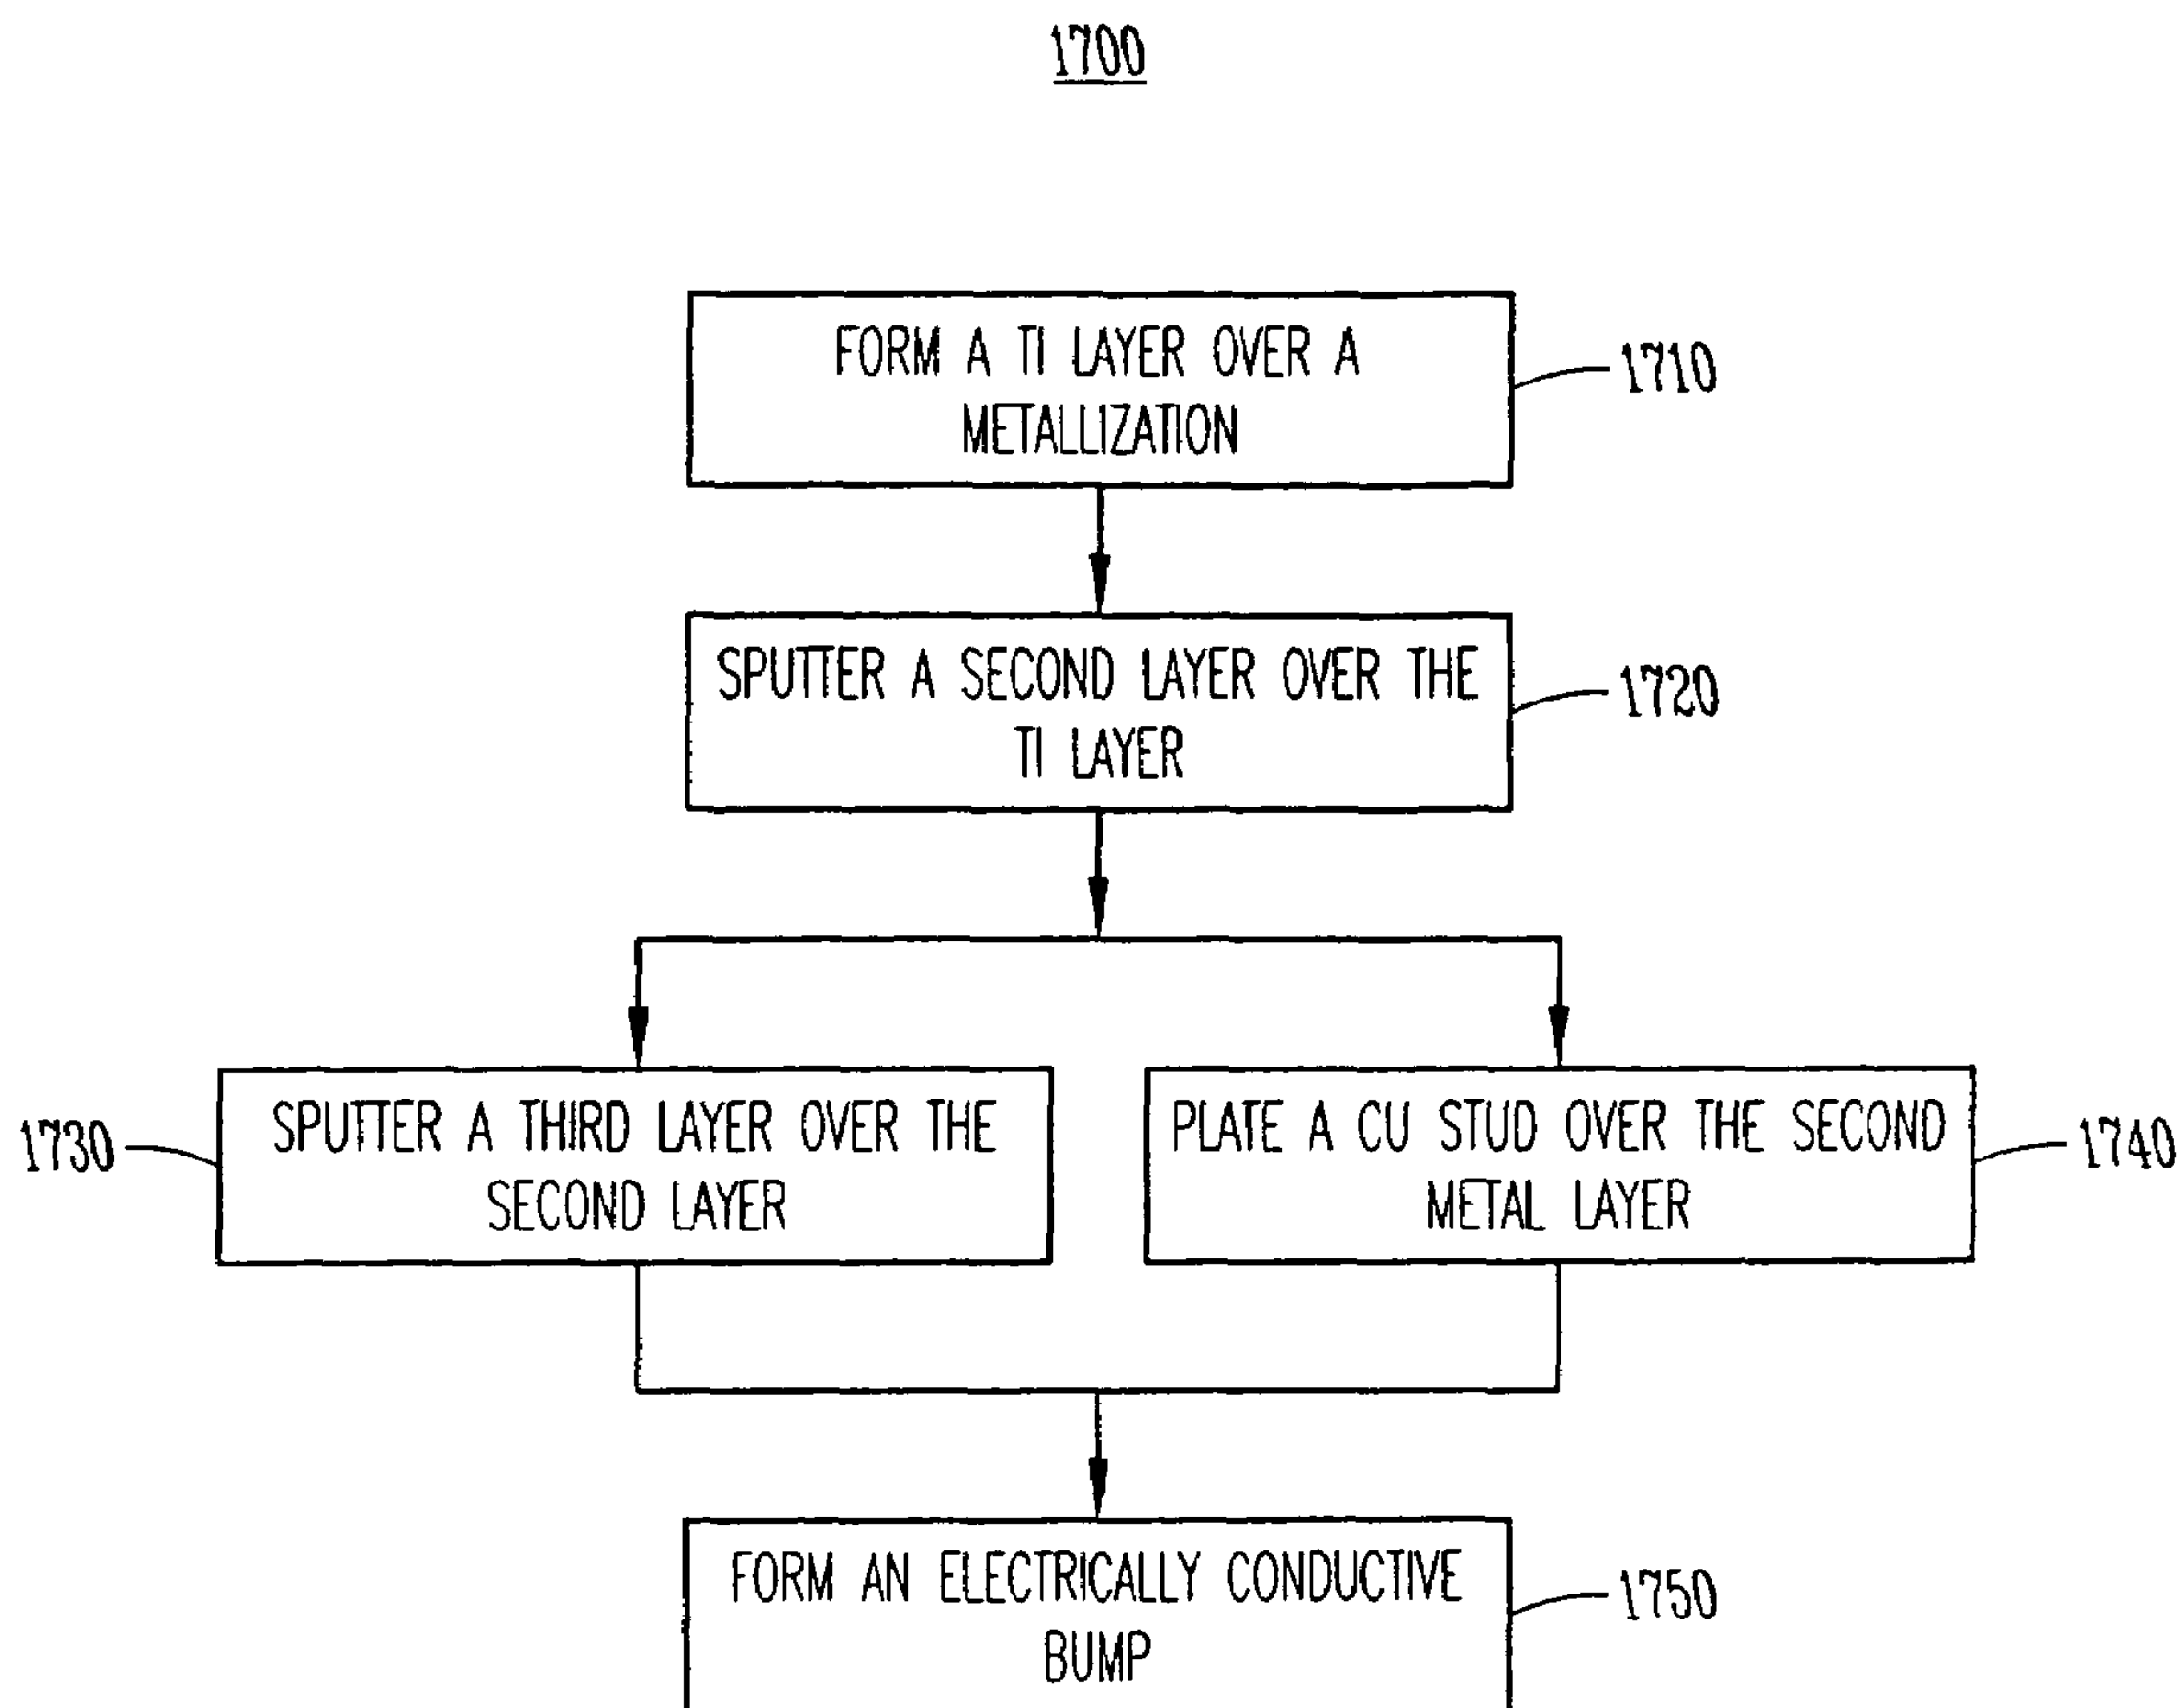 1700
FORM A TI LAYER OVER A
METALLIZATION
1710
SPUTTER A SECOND LAYER OVER THE
TI LAYER
1720
1730
SPUTTER A THIRD LAYER OVER THE
SECOND LAYER
PLATE A CU STUD OVER THE SECOND
METAL LAYER
1740
FORM AN ELECTRICALLY CONDUCTIVE
BUMP
1750